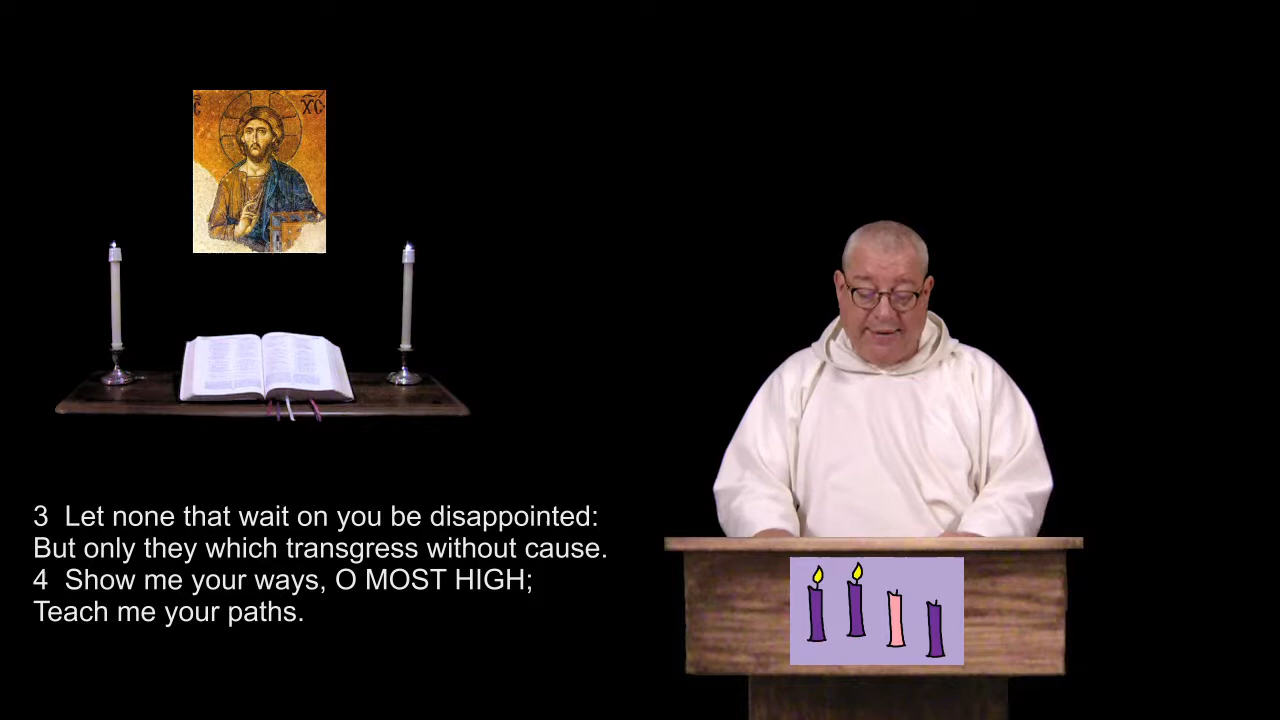 XC
3 Let none that wait on you be disappointed:
But only they which transgress without cause.
4 Show me your ways, O MOST HIGH;
Teach me your paths.